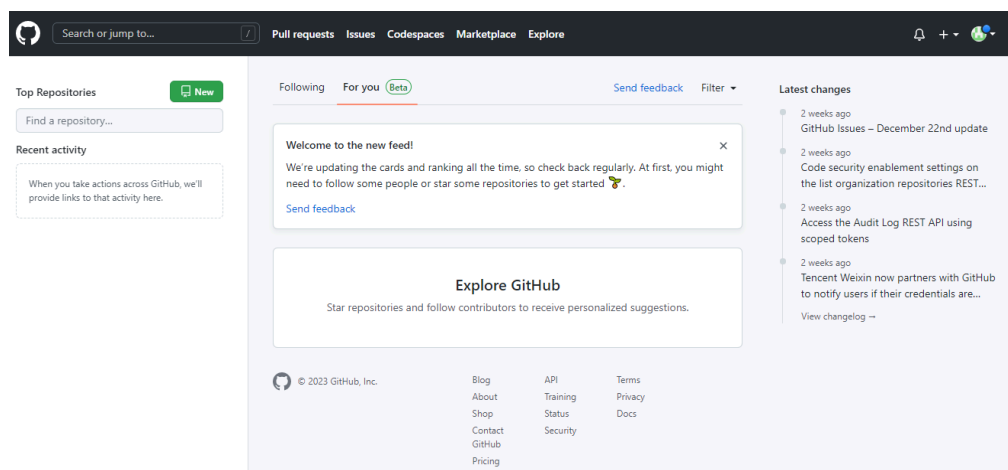 Search or jump to... /
Pull requests Issues Codespaces Marketplace Explore
Top Repositories
New
Find a repository...
Recent activity
When you take actions across GitHub, we'll
provide links to that activity here.
Following For you Beta
Send feedback Filter
Welcome to the new feed!
We're updating the cards and ranking all the time, so check back regularly. At first, you might
need to follow some people or star some repositories to get started 🌱.
Send feedback
Explore GitHub
Star repositories and follow contributors to receive personalized suggestions.
Latest changes
2 weeks ago
GitHub Issues – December 22nd update
2 weeks ago
Code security enablement settings on
the list organization repositories REST...
2 weeks ago
Access the Audit Log REST API using
scoped tokens
2 weeks ago
Tencent Weixin now partners with GitHub
to notify users if their credentials are...
View changelog →
© 2023 GitHub, Inc.
Blog
About
Shop
Contact
GitHub
Pricing
API
Training
Status
Security
Terms
Privacy
Docs